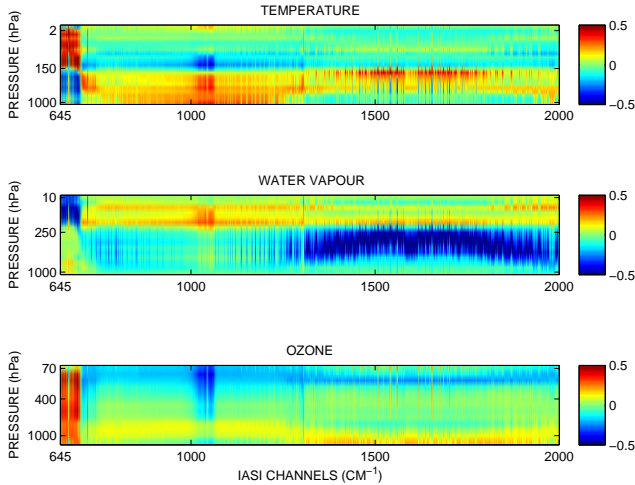 TEMPERATURE
PRESSURE (hPa)
2
150
1000
645 1000 1500 2000
0.5
0
−0.5
WATER VAPOUR
PRESSURE (hPa)
10
250
1000
645 1000 1500 2000
0.5
0
−0.5
OZONE
PRESSURE (hPa)
70
400
1000
645 1000 1500 2000
IASI CHANNELS (CM⁻¹)
0.5
0
−0.5